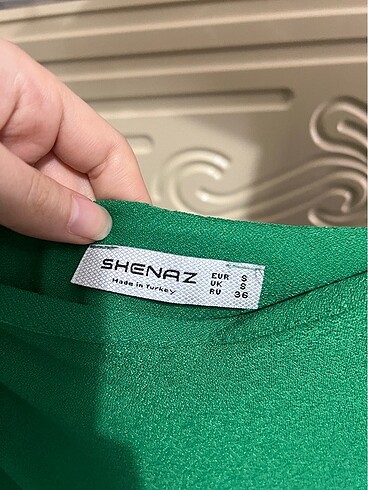 SHENAZ
Made in Turkey
EUR S
UK S
RU 36